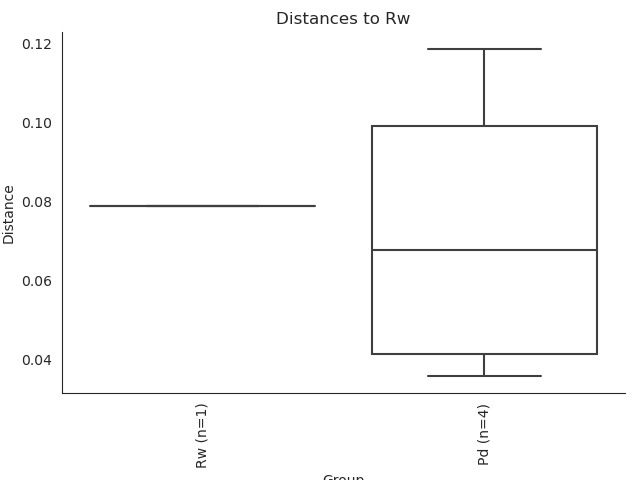 Distances to Rw
0.12
0.10
0.08
0.06
0.04
Distance
Rw (n=1)
Pd (n=4)
Group